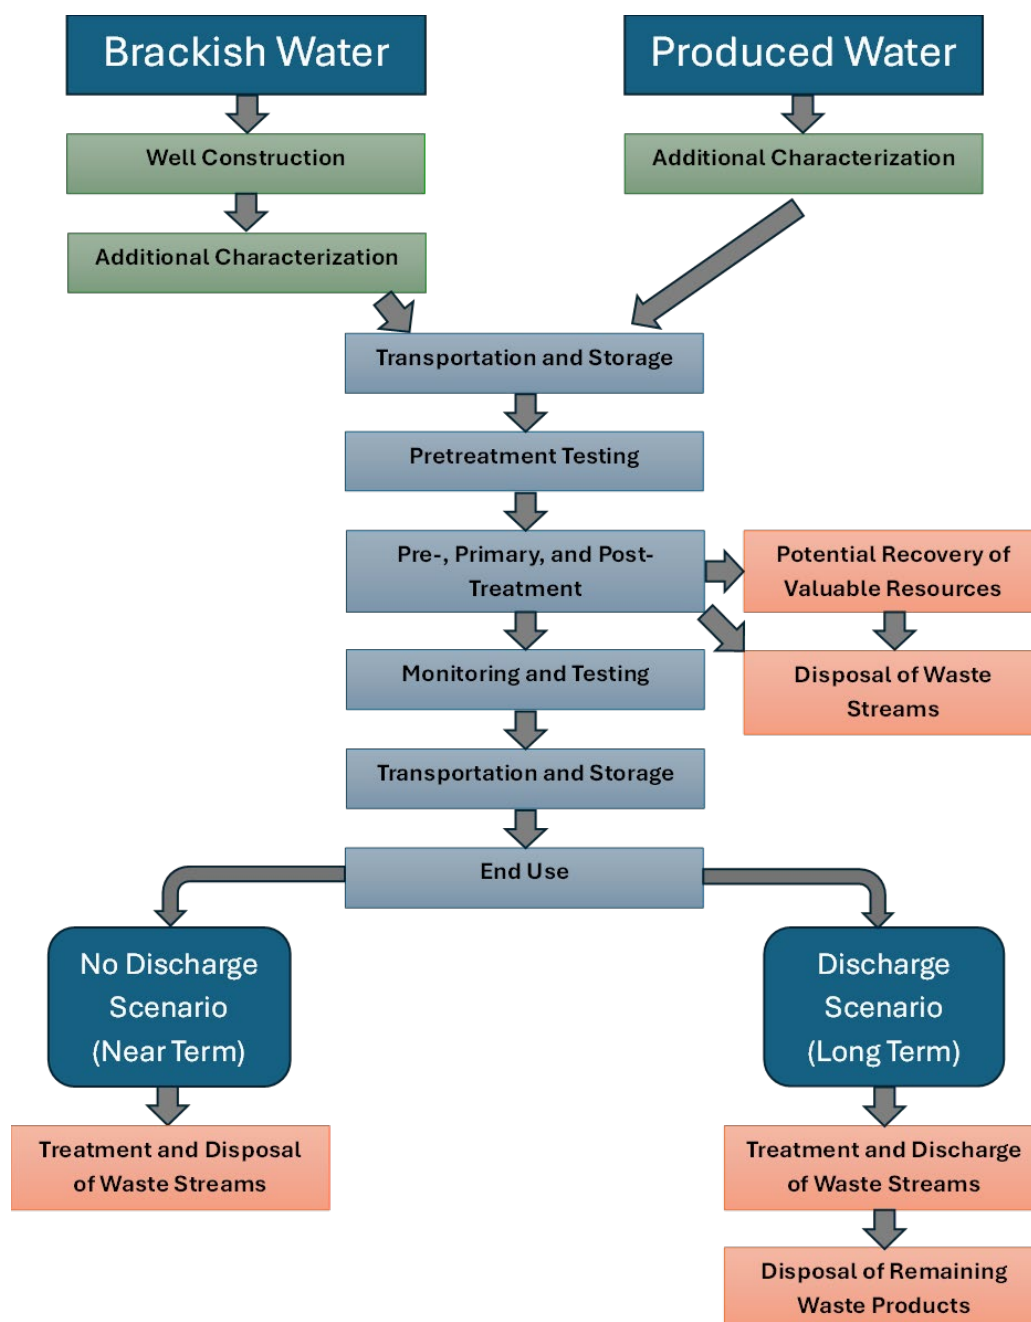 Brackish Water
Produced Water
Well Construction
Additional Characterization
Additional Characterization
Transportation and Storage
Pretreatment Testing
Pre-, Primary, and Post-
Treatment
Potential Recovery of
Valuable Resources
Monitoring and Testing
Disposal of Waste
Streams
Transportation and Storage
End Use
No Discharge
Scenario
(Near Term)
Discharge
Scenario
(Long Term)
Treatment and Disposal
of Waste Streams
Treatment and Discharge
of Waste Streams
Disposal of Remaining
Waste Products